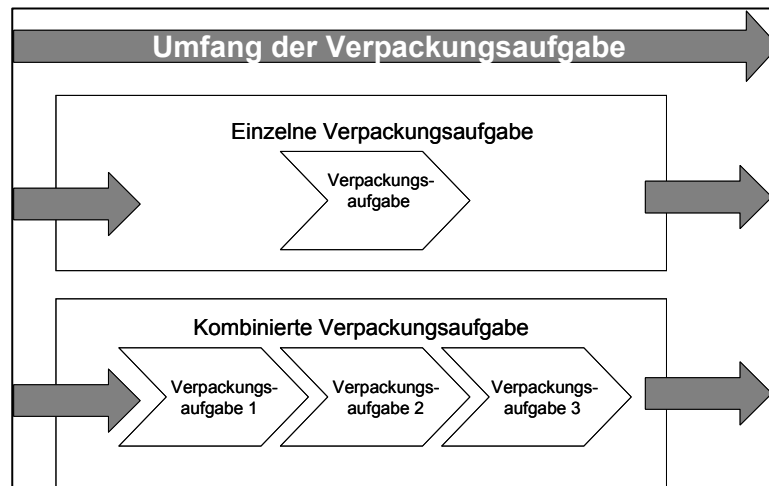 Umfang der Verpackungsaufgabe
Einzelne Verpackungsaufgabe
Verpackungs-
aufgabe
Kombinierte Verpackungsaufgabe
Verpackungs-
aufgabe 1
Verpackungs-
aufgabe 2
Verpackungs-
aufgabe 3